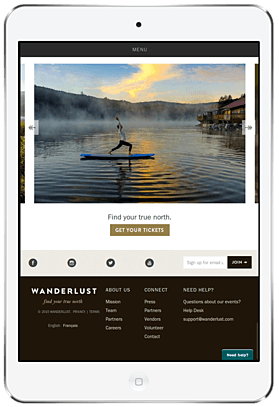 MENU
Find your true north.
GET YOUR TICKETS
Sign up for email u
JOIN
WANDERLUST
find your true north
© 2015 WANDERLUST PRIVACY | TERMS
English Français
ABOUT US
Mission
Team
Partners
Careers
CONNECT
Press
Partners
Vendors
Volunteer
Contact
NEED HELP?
Questions about our events?
Help Desk
support@wanderlust.com
Need help?